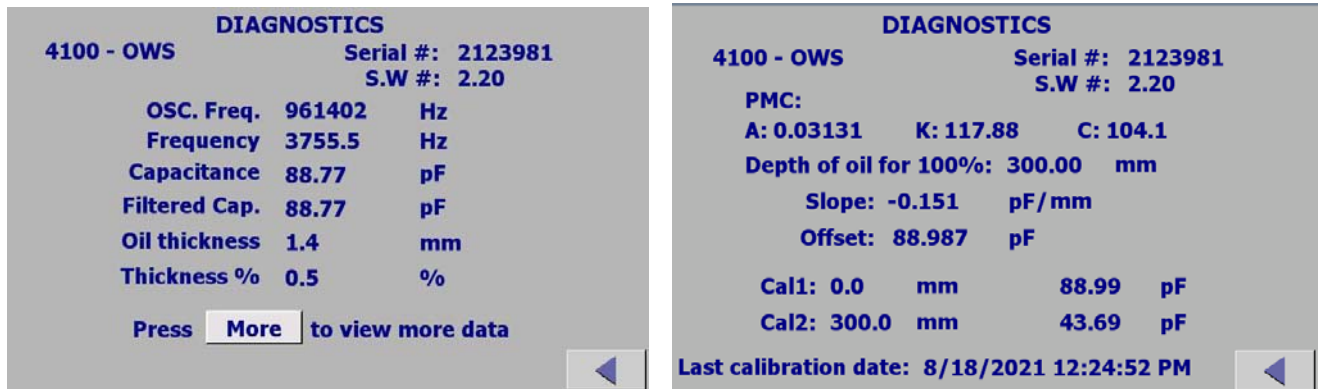 DIAGNOSTICS
4100 - OWS Serial #: 2123981
S.W #: 2.20
OSC. Freq. 961402 Hz
Frequency 3755.5 Hz
Capacitance 88.77 pF
Filtered Cap. 88.77 pF
Oil thickness 1.4 mm
Thickness % 0.5 %
Press More to view more data
DIAGNOSTICS
4100 - OWS Serial #: 2123981
S.W #: 2.20
PMC:
A: 0.03131 K: 117.88 C: 104.1
Depth of oil for 100%: 300.00 mm
Slope: -0.151 pF/mm
Offset: 88.987 pF
Cal1: 0.0 mm 88.99 pF
Cal2: 300.0 mm 43.69 pF
Last calibration date: 8/18/2021 12:24:52 PM